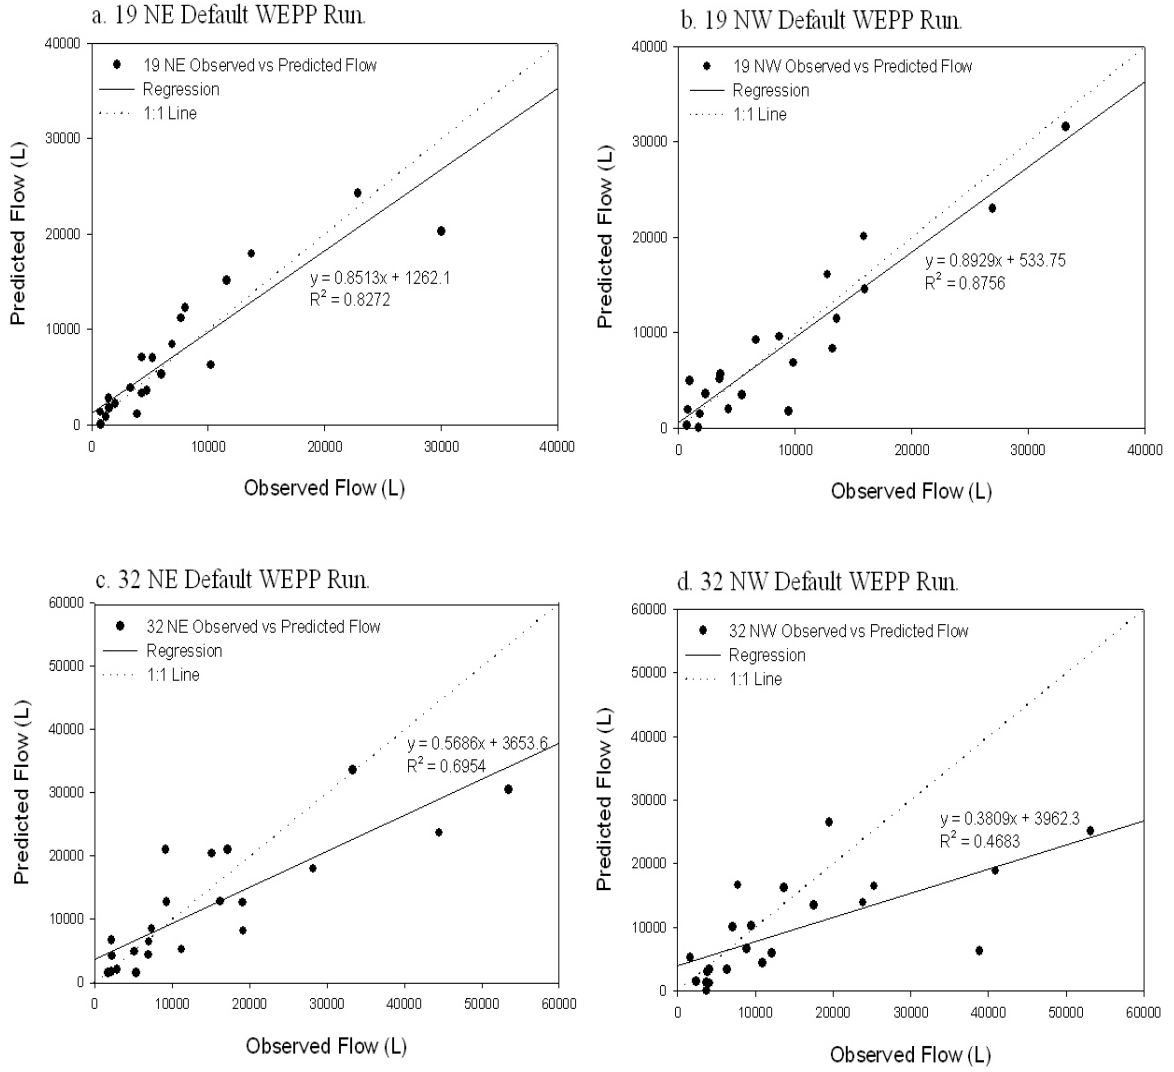 a. 19 NE Default WEPP Run.
40000
30000
20000
10000
0
0
10000
20000
30000
40000
Predicted Flow (L)
Observed Flow (L)
19 NE Observed vs Predicted Flow
Regression
1:1 Line
y = 0.8513x + 1262.1
R² = 0.8272
b. 19 NW Default WEPP Run.
40000
30000
20000
10000
0
0
10000
20000
30000
40000
Predicted Flow (L)
Observed Flow (L)
19 NW Observed vs Predicted Flow
Regression
1:1 Line
y = 0.8929x + 533.75
R² = 0.8756
c. 32 NE Default WEPP Run.
60000
50000
40000
30000
20000
10000
0
0
10000
20000
30000
40000
50000
60000
Predicted Flow (L)
Observed Flow (L)
32 NE Observed vs Predicted Flow
Regression
1:1 Line
y = 0.5686x + 3653.6
R² = 0.6954
d. 32 NW Default WEPP Run.
60000
50000
40000
30000
20000
10000
0
0
10000
20000
30000
40000
50000
60000
Predicted Flow (L)
Observed Flow (L)
32 NW Observed vs Predicted Flow
Regression
1:1 Line
y = 0.3809x + 3962.3
R² = 0.4683